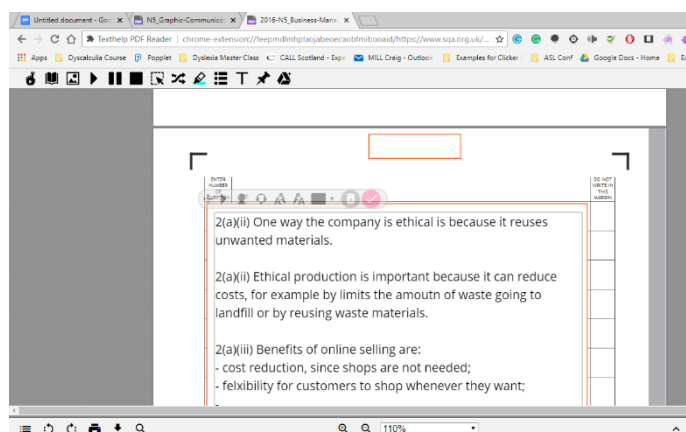 Untitled document - Goo
N5_Graphic-Communicat
2016-N5_Business-Mana
Texthelp PDF Reader
chrome-extension://feepmdlmhplaojabeoecaobfmibooaid/https://www.sqa.org.uk/...
Apps
Dyscalculia Course
Popplet
Dyslexia Master Class
CALL Scotland - Expe
MILL Craig - Outlook
Examples for Clicker
ASL Conf
Google Docs - Home
ENTER
NUMBER
OF
DO NOT
WRITE IN
THIS
MARGIN
2(a)(ii) One way the company is ethical is because it reuses
unwanted materials.
2(a)(ii) Ethical production is important because it can reduce
costs, for example by limits the amoutn of waste going to
landfill or by reusing waste materials.
2(a)(iii) Benefits of online selling are:
- cost reduction, since shops are not needed;
- felxibility for customers to shop whenever they want;
-
110%